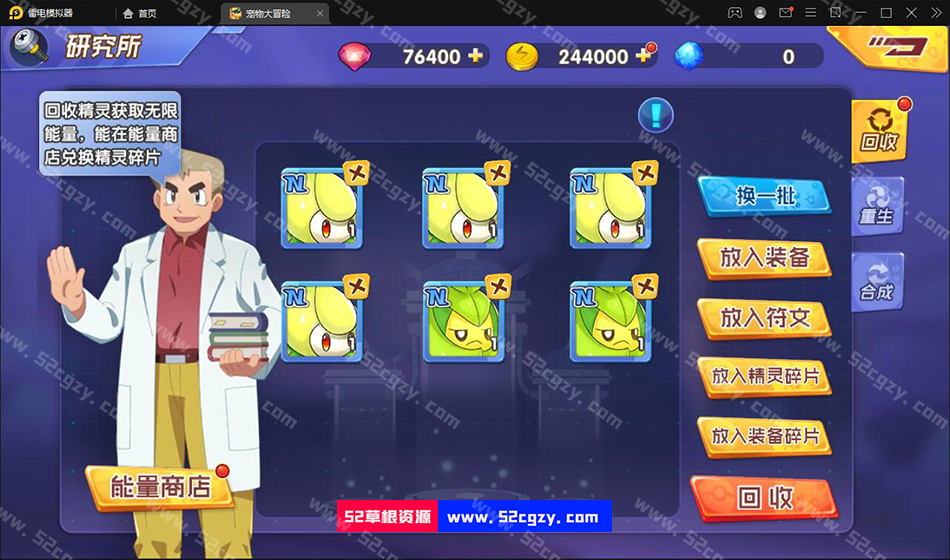 雷电模拟器
首页
宠物大冒险
研究所
76400
244000
0
回收精灵获取无限
能量，能在能量商
店兑换精灵碎片
回收
重生
合成
N
N
N
1
1
1
N
N
N
1
1
1
换一批
放入装备
放入符文
放入精灵碎片
放入装备碎片
回收
能量商店
52草根资源
www.52cgzy.com